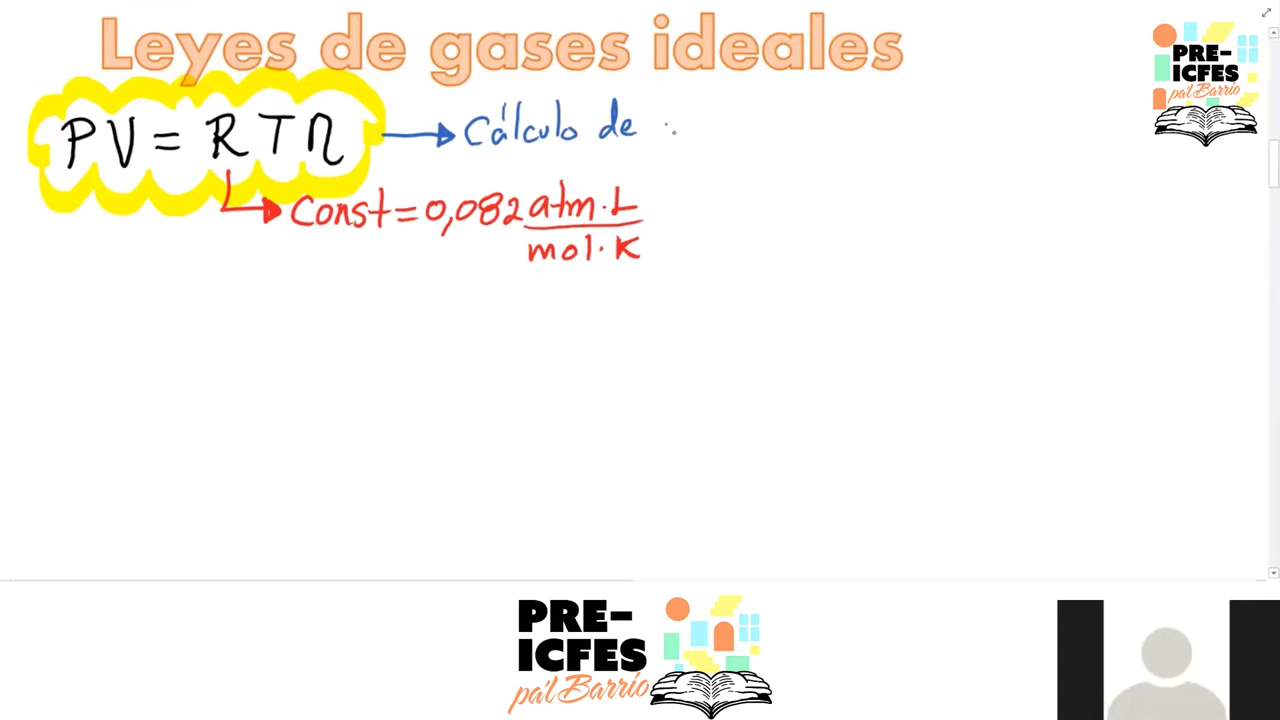 Leyes de gases ideales
PV = RTn → Cálculo de
Const = 0,082 atm·L
mol·K
PRE-
ICFES
pa'l Barrio
PRE-
ICFES
pa'l Barrio